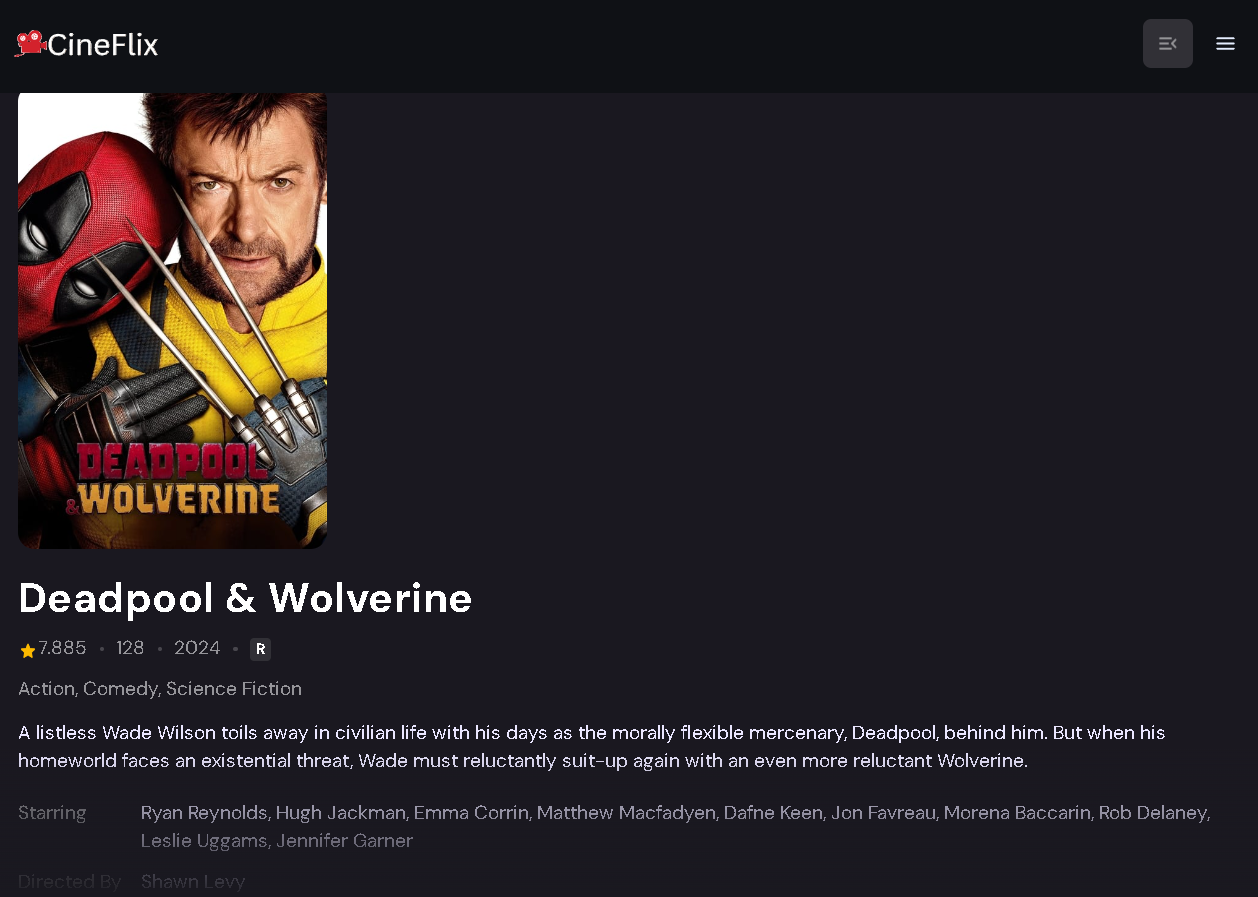 CineFlix
DEADPOOL
& WOLVERINE
Deadpool & Wolverine
7.885 • 128 • 2024 • R
Action, Comedy, Science Fiction
A listless Wade Wilson toils away in civilian life with his days as the morally flexible mercenary, Deadpool, behind him. But when his
homeworld faces an existential threat, Wade must reluctantly suit-up again with an even more reluctant Wolverine.
Starring Ryan Reynolds, Hugh Jackman, Emma Corrin, Matthew Macfadyen, Dafne Keen, Jon Favreau, Morena Baccarin, Rob Delaney,
Leslie Uggams, Jennifer Garner
Directed By Shawn Levy